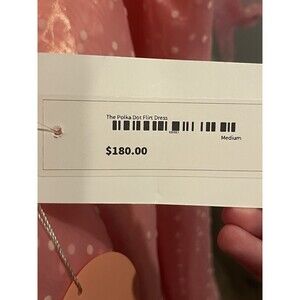 The Polka Dot Flirt Dress
Medium
$180.00